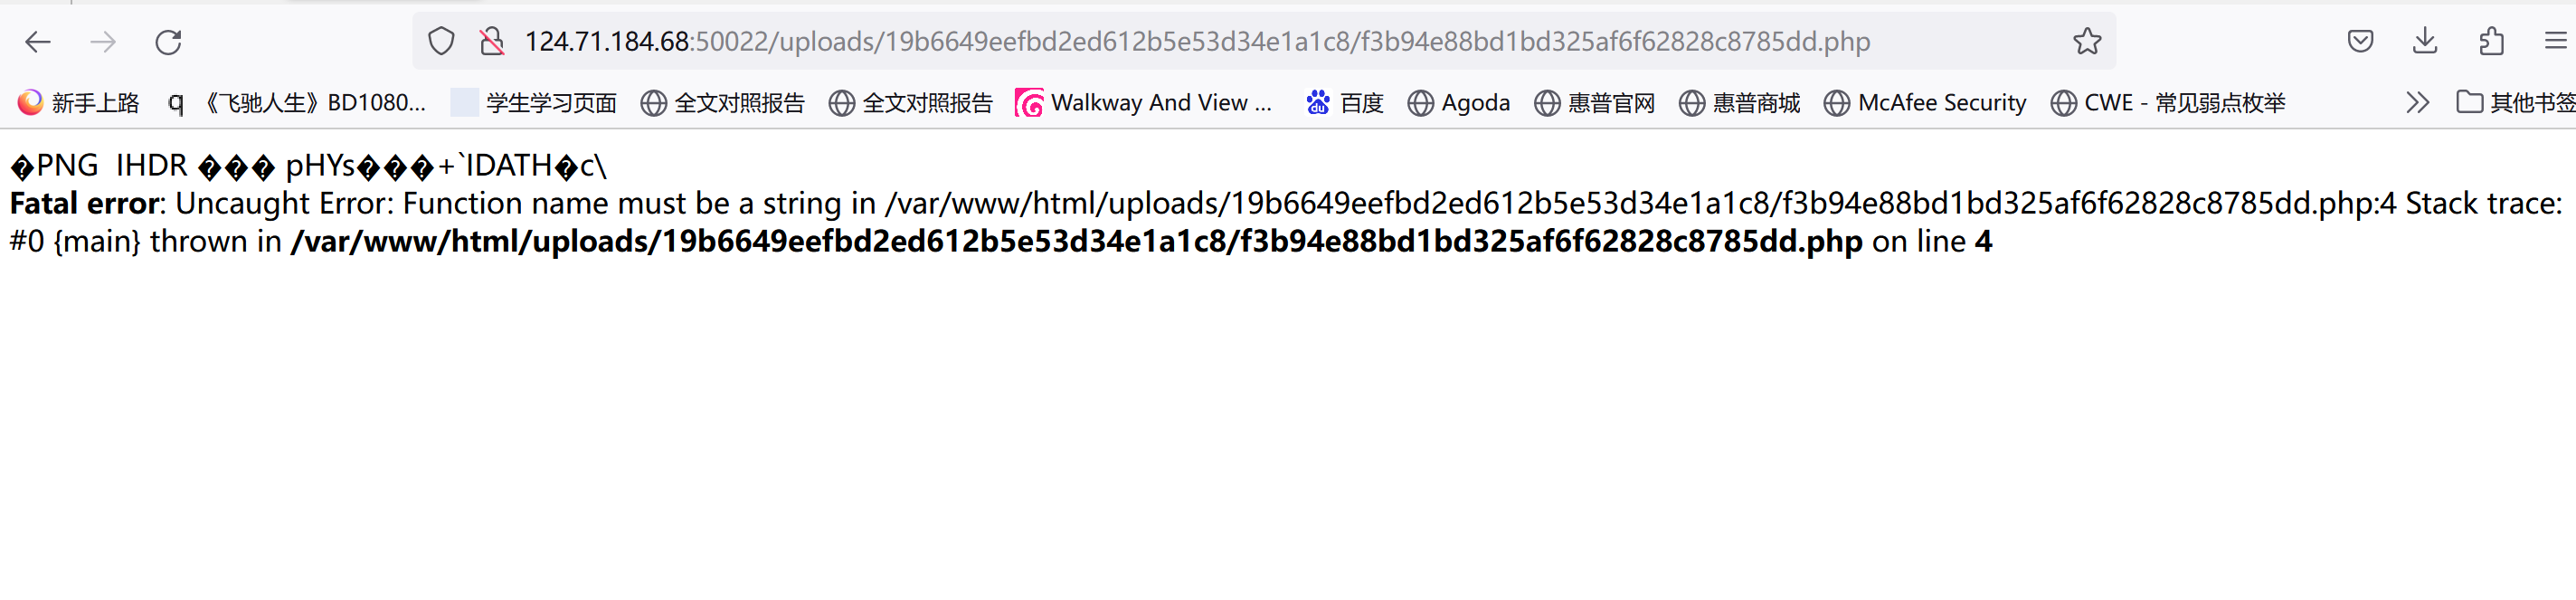 124.71.184.68:50022/uploads/19b6649eefbd2ed612b5e53d34e1a1c8/f3b94e88bd1bd325af6f62828c8785dd.php
新手上路 《飞驰人生》BD1080... 学生学习页面 全文对照报告 全文对照报告 Walkway And View ... 百度 Agoda 惠普官网 惠普商城 McAfee Security CWE - 常见弱点枚举 其他书签
�PNG IHDR ��� pHYs���+`IDATH�c\
Fatal error: Uncaught Error: Function name must be a string in /var/www/html/uploads/19b6649eefbd2ed612b5e53d34e1a1c8/f3b94e88bd1bd325af6f62828c8785dd.php:4 Stack trace:
#0 {main} thrown in /var/www/html/uploads/19b6649eefbd2ed612b5e53d34e1a1c8/f3b94e88bd1bd325af6f62828c8785dd.php on line 4